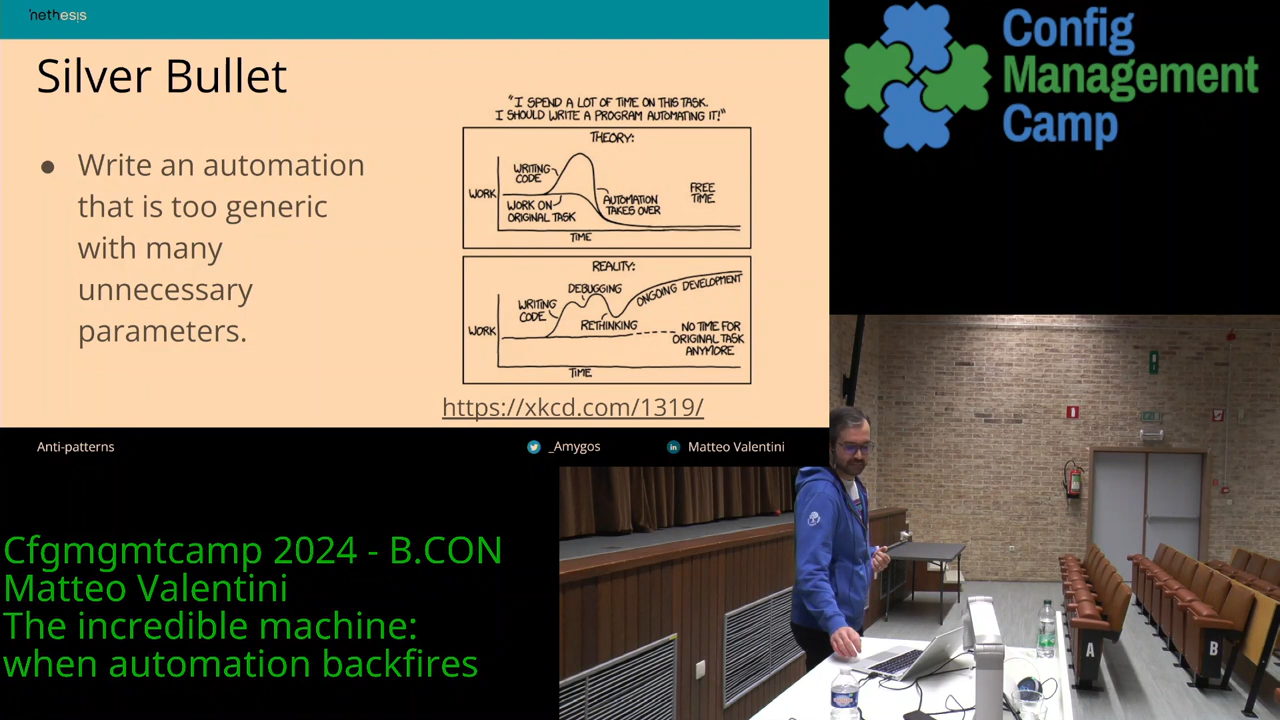 nethesis
Silver Bullet
● Write an automation
that is too generic
with many
unnecessary
parameters.
"I SPEND A LOT OF TIME ON THIS TASK.
I SHOULD WRITE A PROGRAM AUTOMATING IT!"
THEORY:
WRITING
CODE
WORK
WORK ON
ORIGINAL TASK
AUTOMATION
TAKES OVER
FREE
TIME
TIME
REALITY:
WRITING
CODE
DEBUGGING
RETHINKING
ONGOING DEVELOPMENT
WORK
NO TIME FOR
ORIGINAL TASK
ANYMORE
TIME
https://xkcd.com/1319/
Anti-patterns
_Amygos
in
Matteo Valentini
Config
Management
Camp
Cfgmgmtcamp 2024 - B.CON
Matteo Valentini
The incredible machine:
when automation backfires
A
B